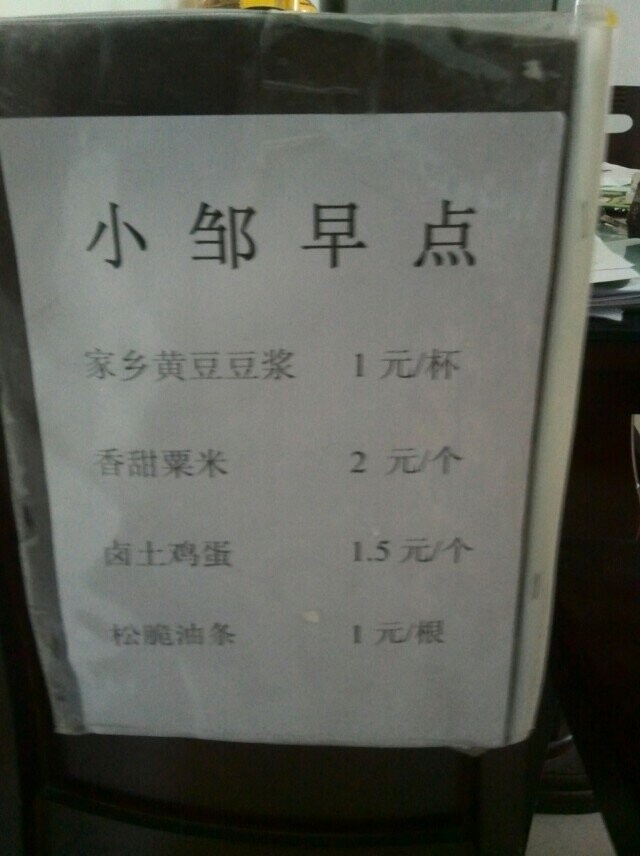 小邹早点
家乡黄豆豆浆 1 元/杯
香甜粟米 2 元/个
卤土鸡蛋 1.5 元/个
松脆油条 1 元/根